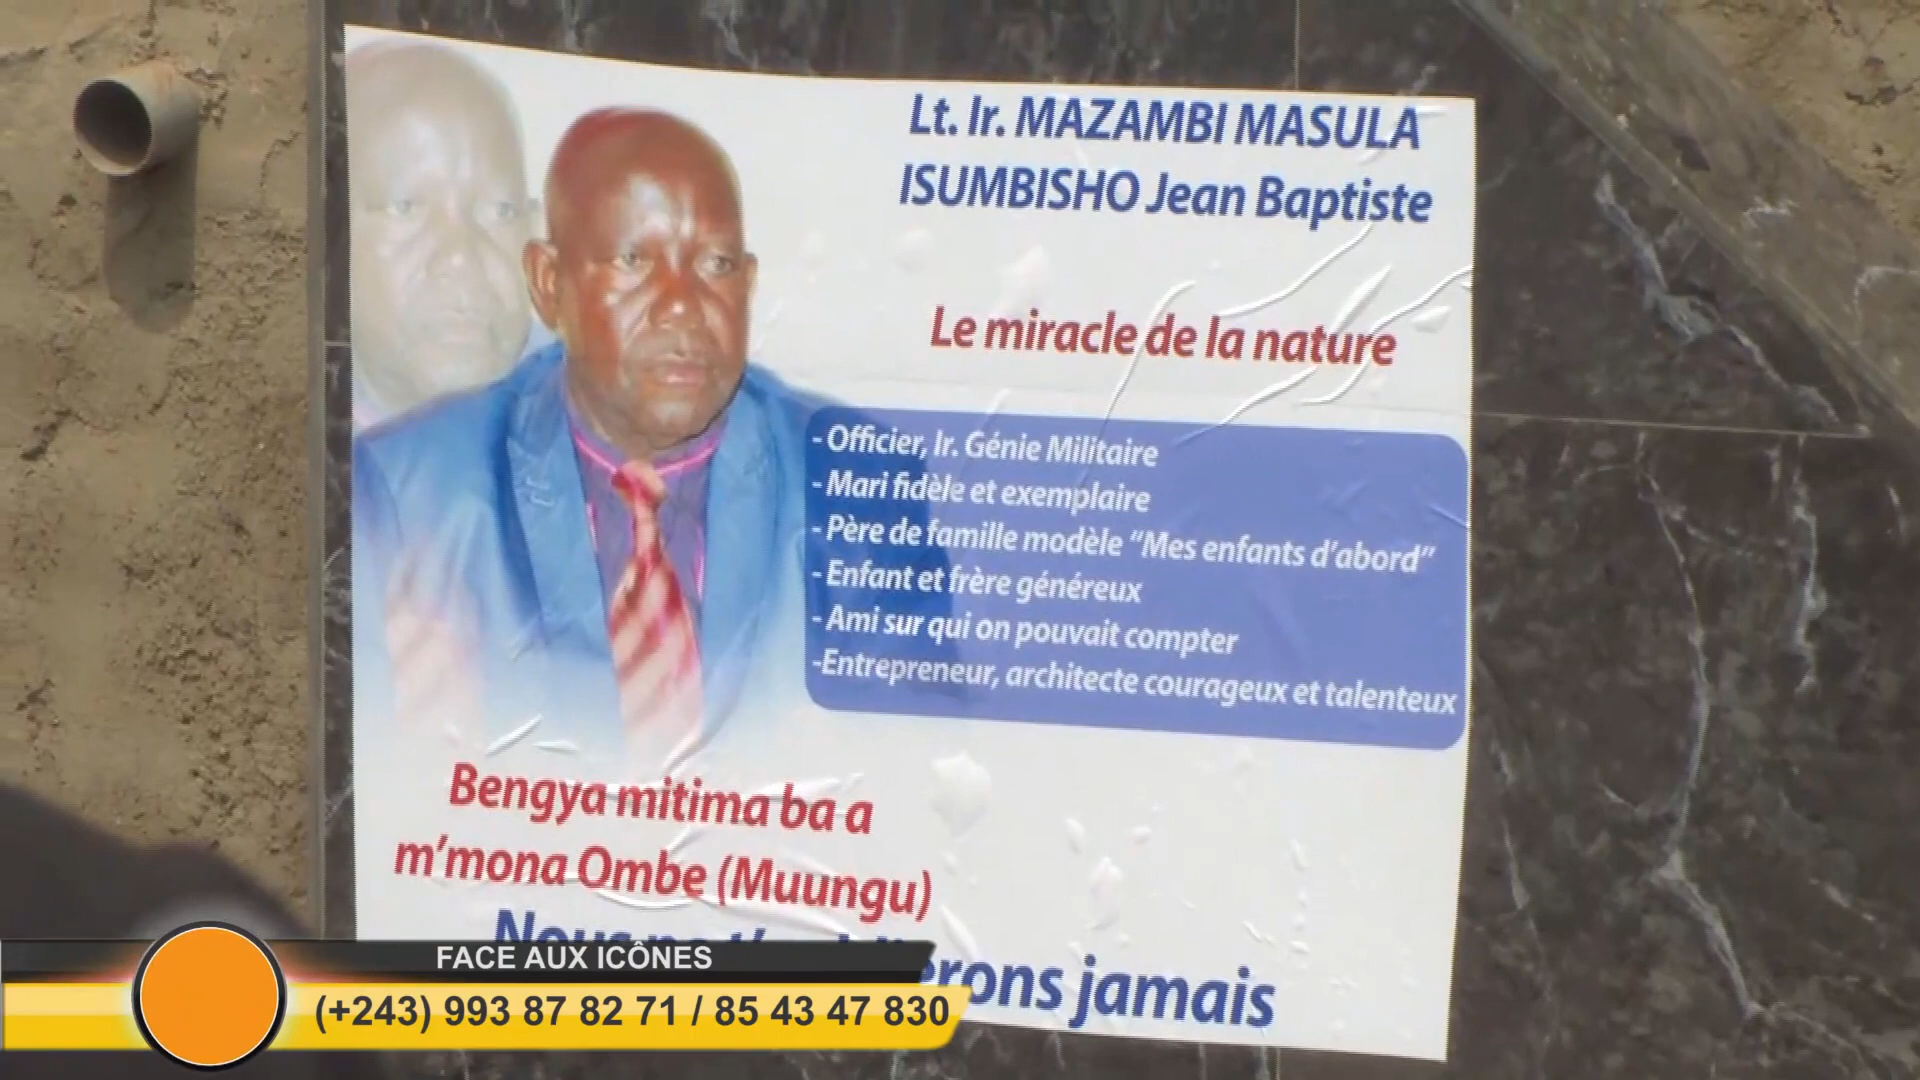 Lt. Ir. MAZAMBI MASULA
ISUMBISHO Jean Baptiste
Le miracle de la nature
- Officier, Ir. Génie Militaire
- Mari fidèle et exemplaire
- Père de famille modèle "Mes enfants d'abord"
- Enfant et frère généreux
- Ami sur qui on pouvait compter
-Entrepreneur, architecte courageux et talenteux
Bengya mitima ba a
m'mona Ombe (Muungu)
Nous jamais
FACE AUX ICÔNES
(+243) 993 87 82 71 / 85 43 47 830